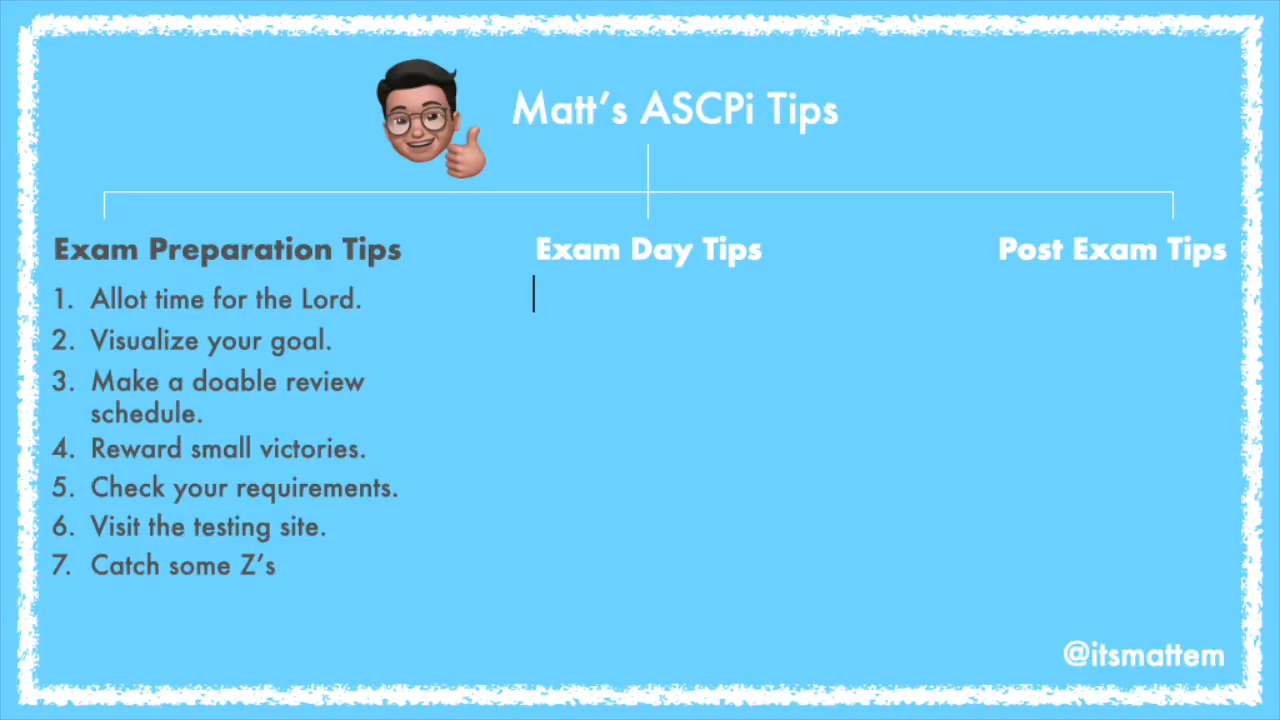 Matt’s ASCPi Tips
Exam Preparation Tips
1. Allot time for the Lord.
2. Visualize your goal.
3. Make a doable review
schedule.
4. Reward small victories.
5. Check your requirements.
6. Visit the testing site.
7. Catch some Z’s
Exam Day Tips
Post Exam Tips
@itsmattem